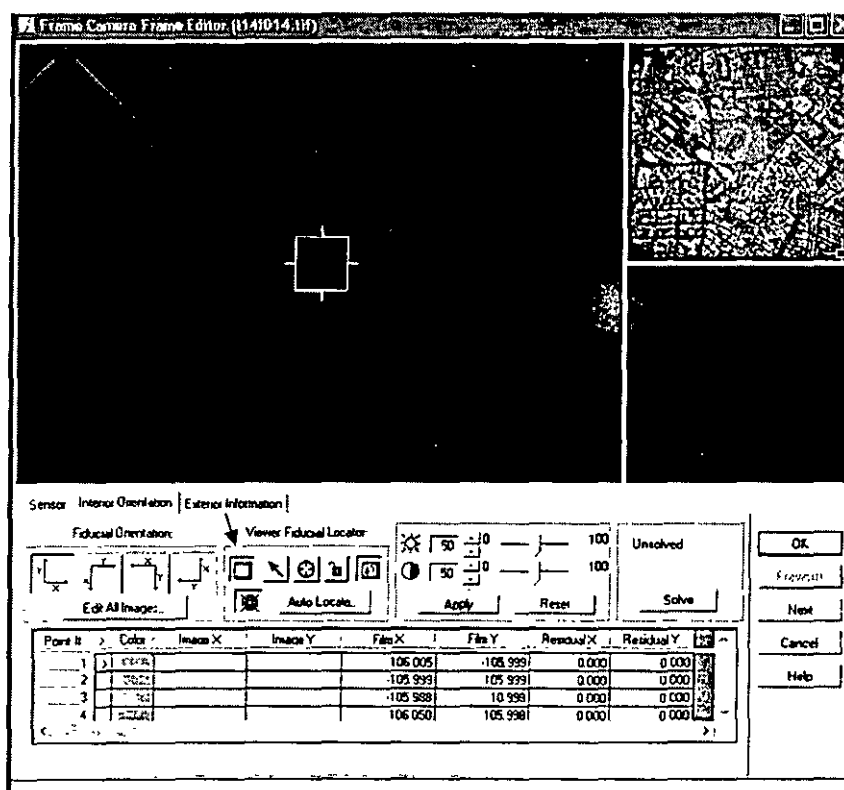 Frame Camera Frame Editor (t14f014.tif)
Sensor Interior Orientation Exterior Information
Fiducial Orientation: Viewer Fiducial Locator
50 0 100 Unsolved OK
50 0 100 Previous
Edit All Images... Auto Locate... Apply Reset Solve Next
Point # > Color Image X Image Y Film X Film Y Residual X Residual Y Cancel
1 > 106.005 -105.999 0.000 0.000
2 -105.999 105.999 0.000 0.000 Help
3 -105.988 10.999 0.000 0.000
4 106.050 105.998 0.000 0.000